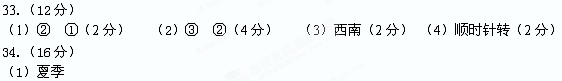 33.（12分）
（1）② ①（2分） （2）③ ②（4分） （3）西南（2分） （4）顺时针转（2分）
34.（16分）
（1）夏季